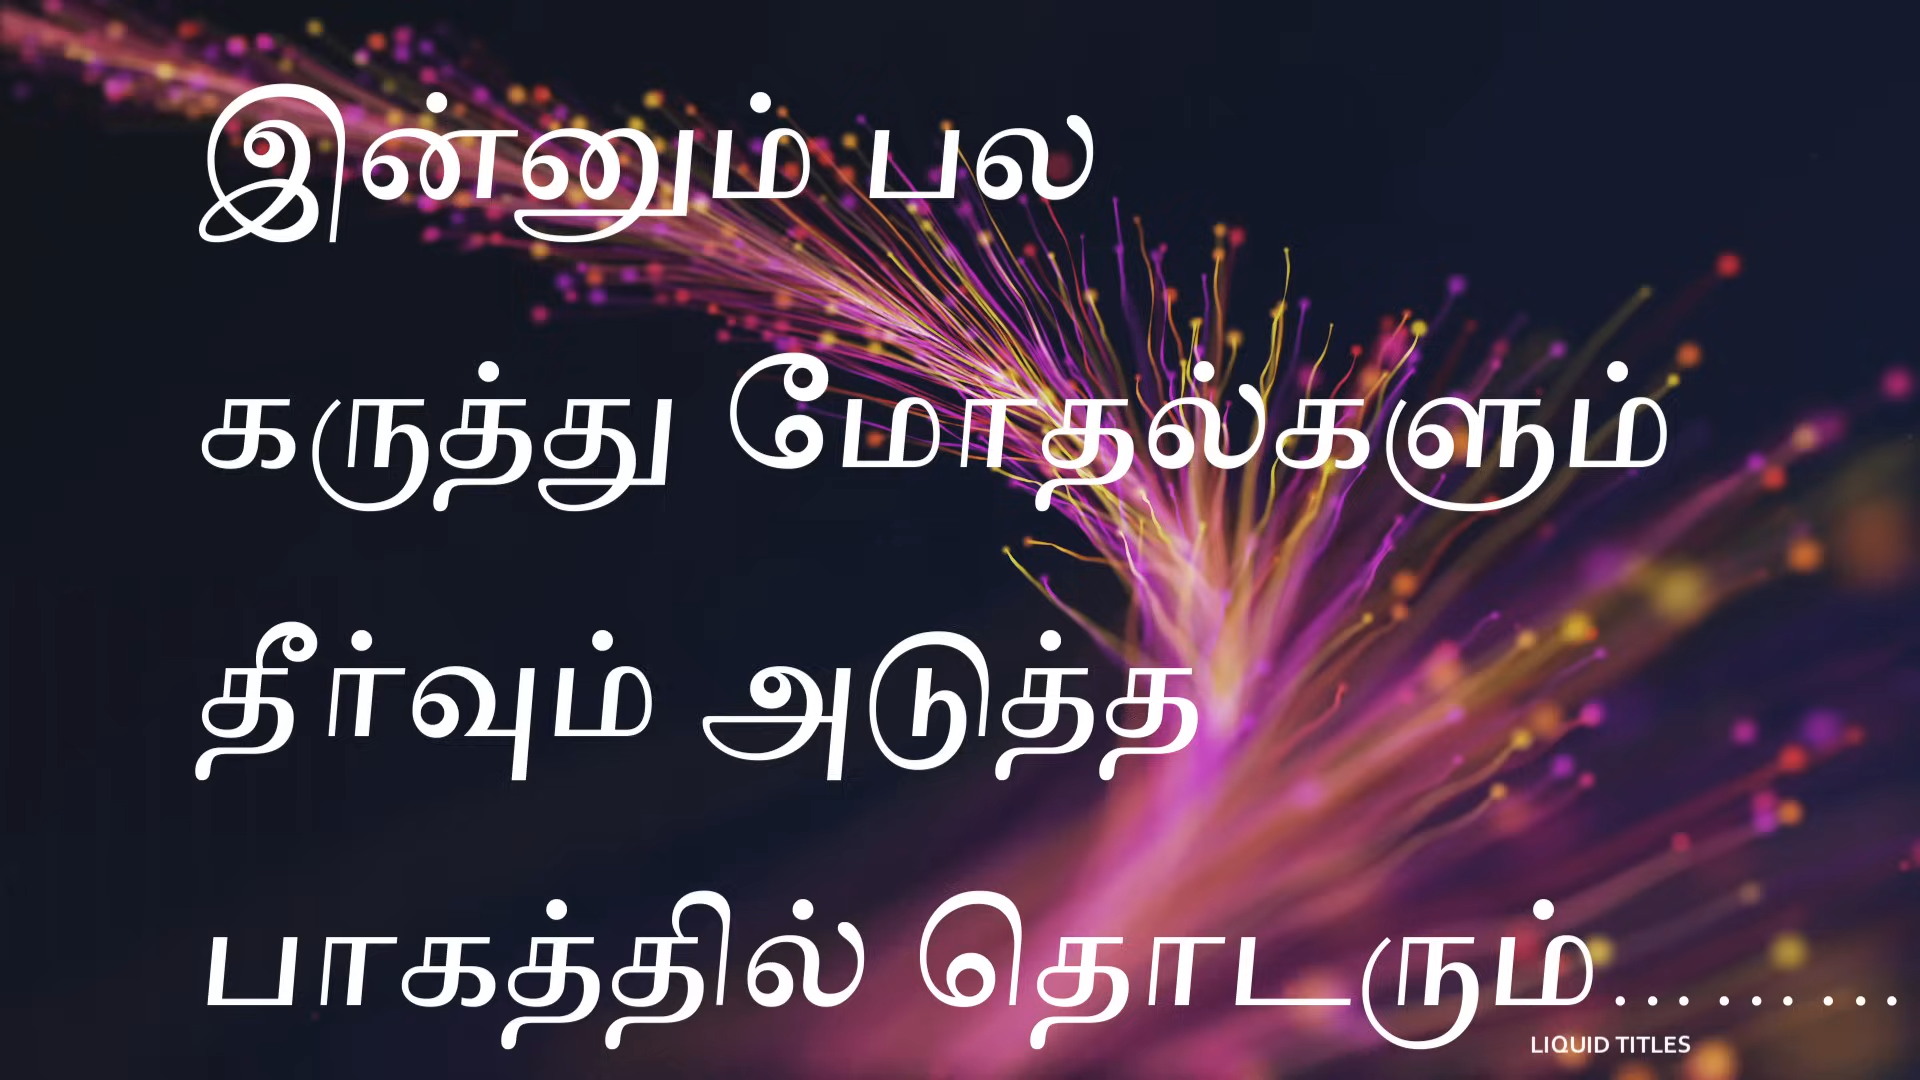 இன்னும் பல
கருத்து மோதல்களும்
தீர்வும் அடுத்த
பாகத்தில் தொடரும்.........
LIQUID TITLES